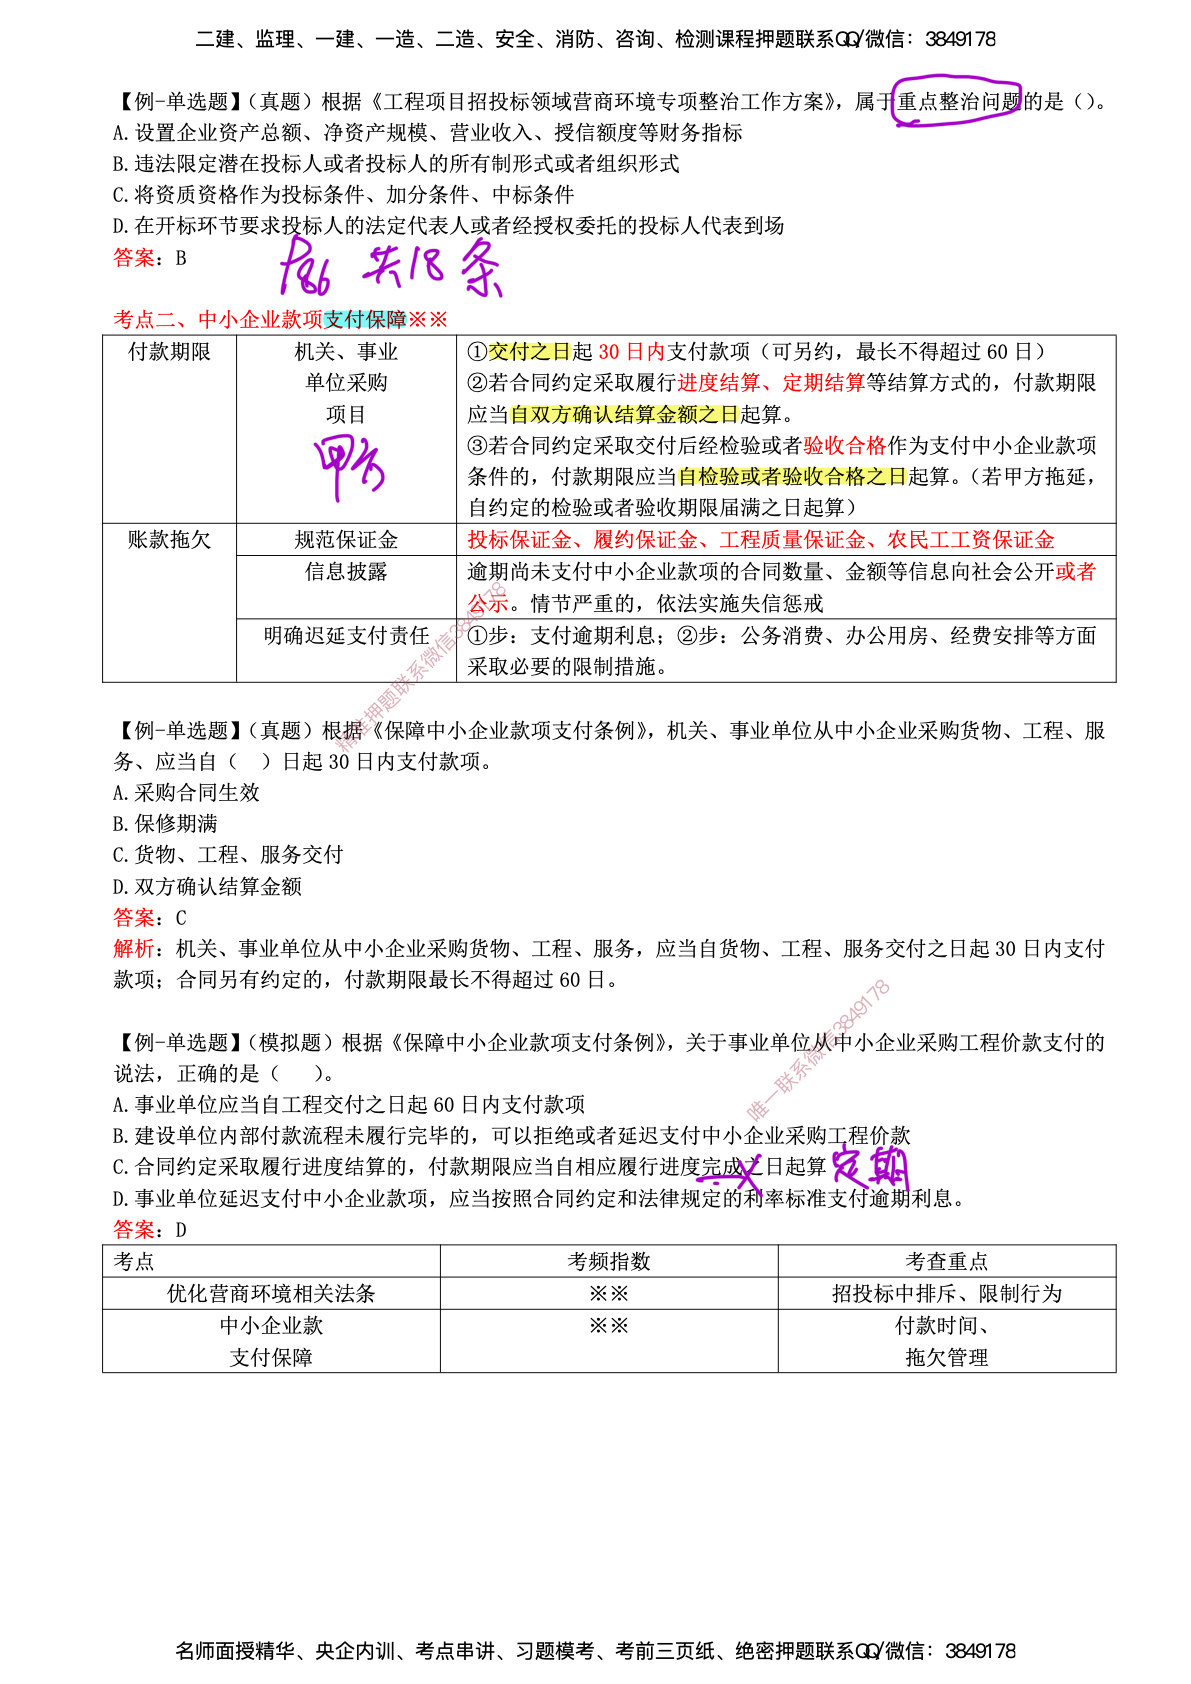 二建、监理、一建、一造、二造、安全、消防、咨询、检测课程押题联系QQ/微信：3849178
【例-单选题】（真题）根据《工程项目招投标领域营商环境专项整治工作方案》，属于重点整治问题的是（）。
A.设置企业资产总额、净资产规模、营业收入、授信额度等财务指标
B.违法限定潜在投标人或者投标人的所有制形式或者组织形式
C.将资质资格作为投标条件、加分条件、中标条件
D.在开标环节要求投标人的法定代表人或者经授权委托的投标人代表到场
答案：B
P86 共18条
考点二、中小企业款项支付保障※※
付款期限
机关、事业
单位采购
项目
甲方
①交付之日起 30 日内支付款项（可另约，最长不得超过 60 日）
②若合同约定采取履行进度结算、定期结算等结算方式的，付款期限
应当自双方确认结算金额之日起算。
③若合同约定采取交付后经检验或者验收合格作为支付中小企业款项
条件的，付款期限应当自检验或者验收合格之日起算。（若甲方拖延，
自约定的检验或者验收期限届满之日起算）
账款拖欠
规范保证金
投标保证金、履约保证金、工程质量保证金、农民工工资保证金
信息披露
逾期尚未支付中小企业款项的合同数量、金额等信息向社会公开或者
公示。情节严重的，依法实施失信惩戒
明确迟延支付责任
①步：支付逾期利息；②步：公务消费、办公用房、经费安排等方面
采取必要的限制措施。
精准押题联系微信3849178
【例-单选题】（真题）根据《保障中小企业款项支付条例》，机关、事业单位从中小企业采购货物、工程、服
务、应当自（ ）日起 30 日内支付款项。
A.采购合同生效
B.保修期满
C.货物、工程、服务交付
D.双方确认结算金额
答案：C
解析：机关、事业单位从中小企业采购货物、工程、服务，应当自货物、工程、服务交付之日起 30 日内支付
款项；合同另有约定的，付款期限最长不得超过 60 日。
唯一联系微信3849178
【例-单选题】（模拟题）根据《保障中小企业款项支付条例》，关于事业单位从中小企业采购工程价款支付的
说法，正确的是（ ）。
A.事业单位应当自工程交付之日起 60 日内支付款项
B.建设单位内部付款流程未履行完毕的，可以拒绝或者延迟支付中小企业采购工程价款
C.合同约定采取履行进度结算的，付款期限应当自相应履行进度完成之日起算 定期
D.事业单位延迟支付中小企业款项，应当按照合同约定和法律规定的利率标准支付逾期利息。
答案：D
考点
考频指数
考查重点
优化营商环境相关法条
※※
招投标中排斥、限制行为
中小企业款
支付保障
※※
付款时间、
拖欠管理
名师面授精华、央企内训、考点串讲、习题模考、考前三页纸、绝密押题联系QQ/微信：3849178